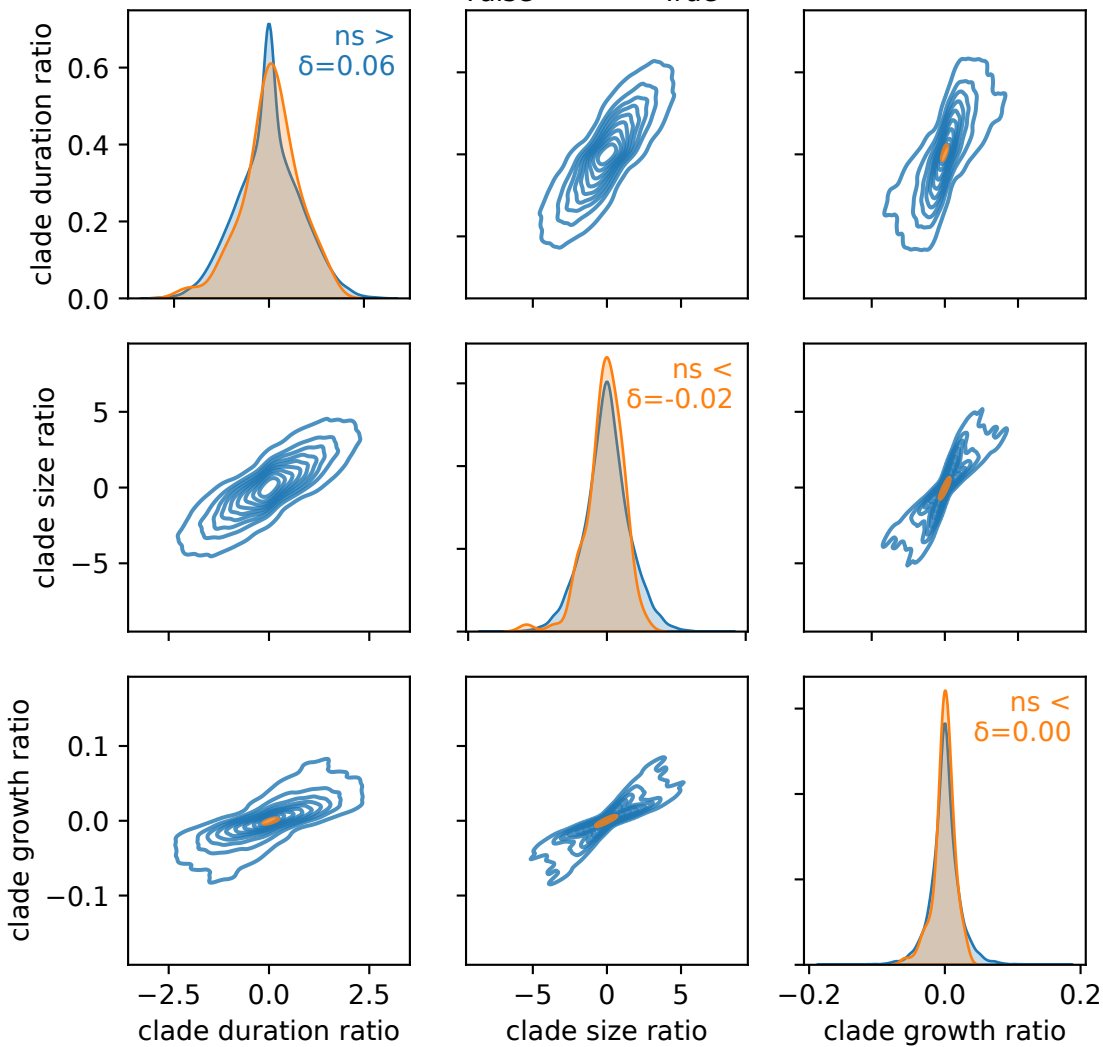 clade duration ratio
0.6
0.4
0.2
0.0
ns >
δ=0.06
clade size ratio
5
0
−5
ns <
δ=-0.02
clade growth ratio
0.1
0.0
−0.1
ns <
δ=0.00
−2.5 0.0 2.5
−5 0 5
−0.2 0.0 0.2
clade duration ratio
clade size ratio
clade growth ratio